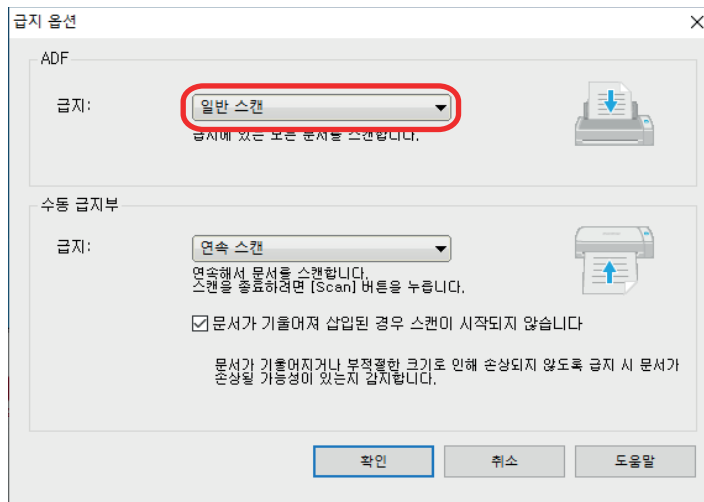 급지 옵션
ADF
급지:
일반 스캔
급지에 있는 모든 문서를 스캔합니다.
수동 급지부
급지:
연속 스캔
연속해서 문서를 스캔합니다.
스캔을 종료하려면 [Scan] 버튼을 누릅니다.
문서가 기울어져 삽입된 경우 스캔이 시작되지 않습니다
문서가 기울어지거나 부적절한 크기로 인해 손상되지 않도록 급지 시 문서가
손상될 가능성이 있는지 감지합니다.
확인
취소
도움말